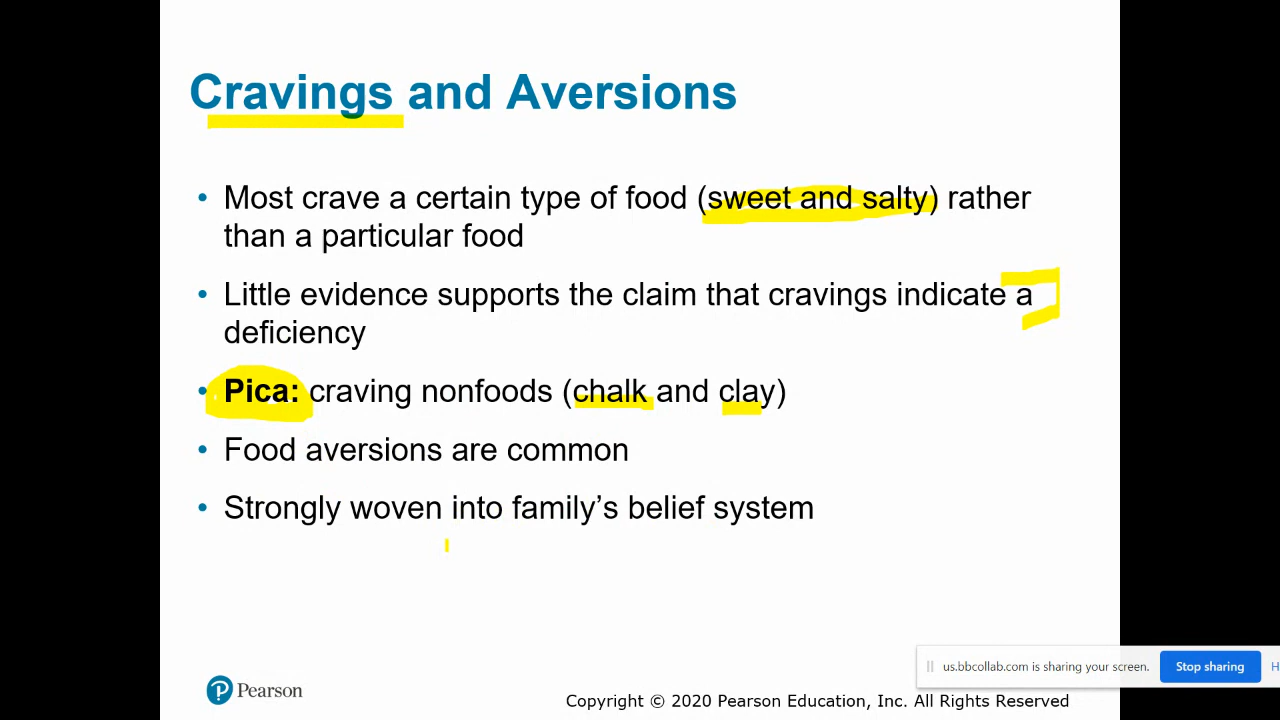 Cravings and Aversions
• Most crave a certain type of food (sweet and salty) rather
than a particular food
• Little evidence supports the claim that cravings indicate a
deficiency
• Pica: craving nonfoods (chalk and clay)
• Food aversions are common
• Strongly woven into family’s belief system
us.bbcollab.com is sharing your screen. Stop sharing H
Pearson
Copyright © 2020 Pearson Education, Inc. All Rights Reserved